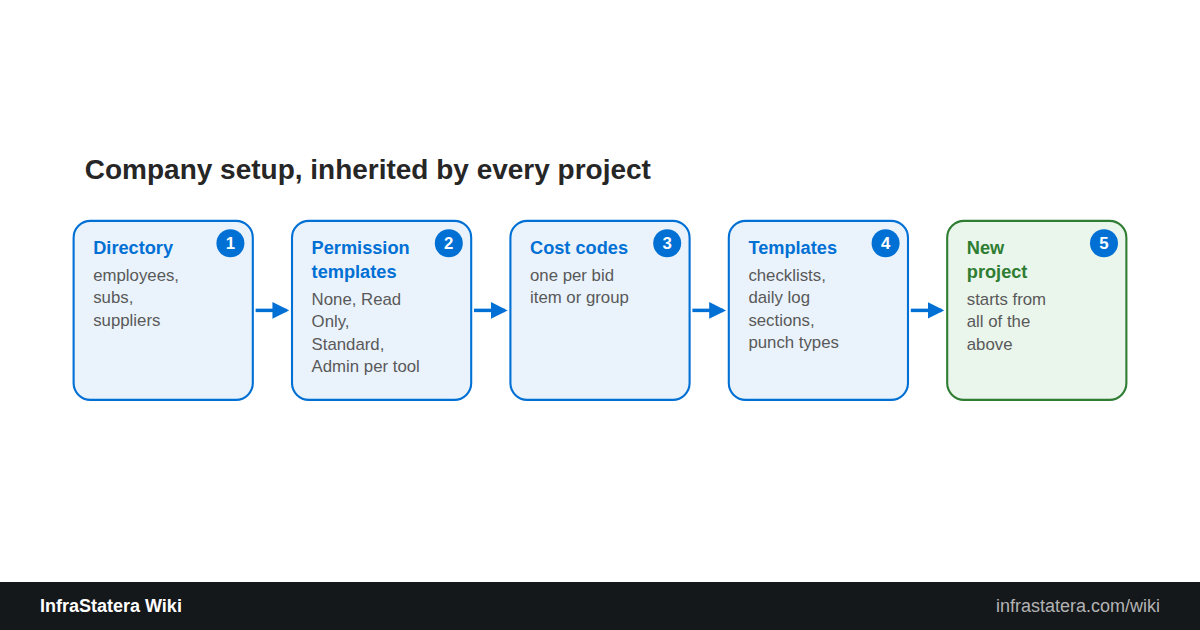 Company setup, inherited by every project
Directory
1
employees,
subs,
suppliers
Permission
templates
2
None, Read
Only,
Standard,
Admin per tool
Cost codes
3
one per bid
item or group
Templates
4
checklists,
daily log
sections,
punch types
New
project
5
starts from
all of the
above
InfraStatera Wiki
infrastatera.com/wiki